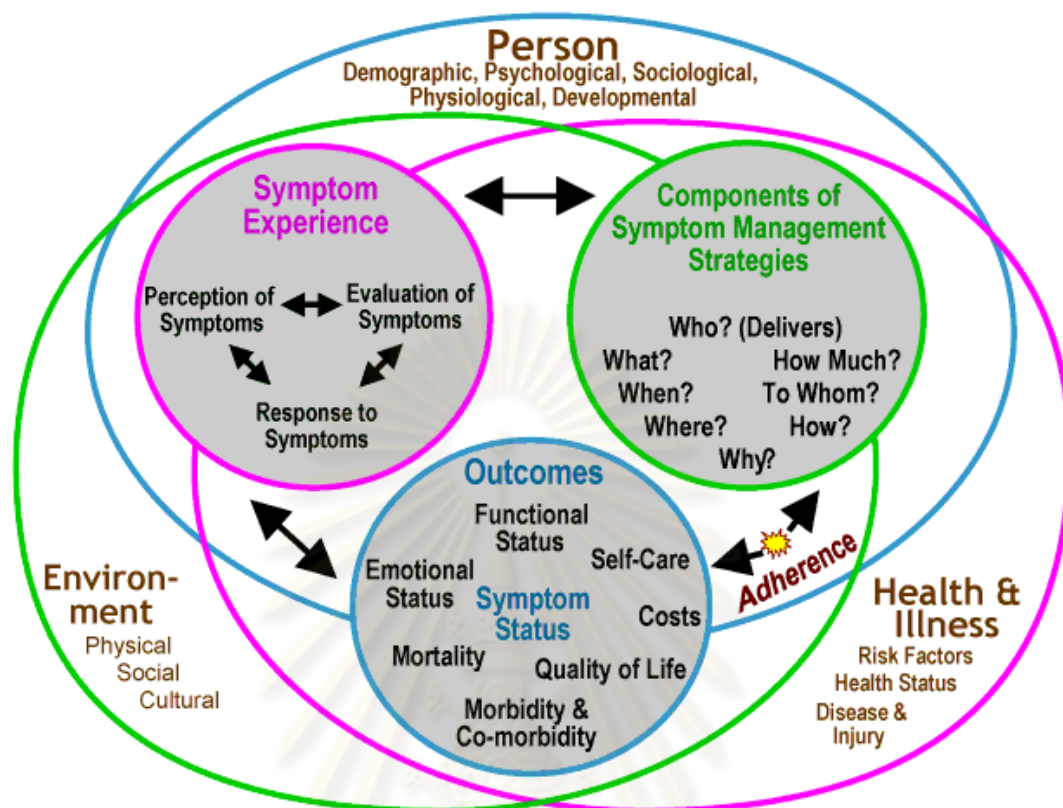 Person
Demographic, Psychological, Sociological,
Physiological, Developmental
Symptom
Experience
Perception of
Symptoms
Evaluation of
Symptoms
Response to
Symptoms
Components of
Symptom Management
Strategies
Who? (Delivers)
What?
How Much?
When?
To Whom?
Where?
How?
Why?
Outcomes
Functional
Status
Self-Care
Emotional
Status
Symptom
Status
Costs
Mortality
Quality of Life
Morbidity &
Co-morbidity
Adherence
Environ-
ment
Physical
Social
Cultural
Health &
Illness
Risk Factors
Health Status
Disease &
Injury